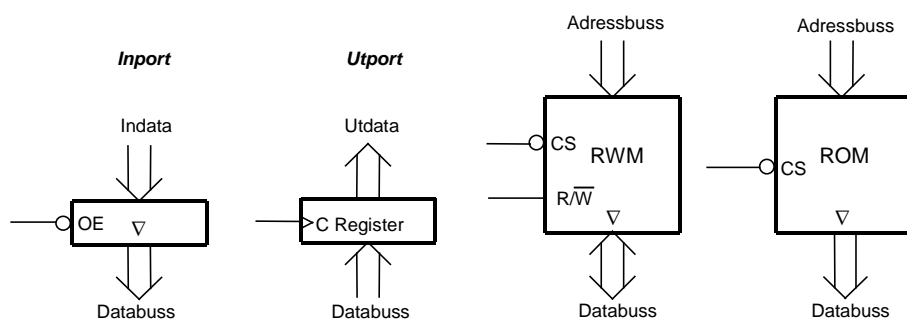 Inport
Indata
OE ∇
Databuss
Utport
Utdata
C Register
Databuss
Adressbuss
CS
RWM
R/W̅
∇
Databuss
Adressbuss
CS
ROM
∇
Databuss